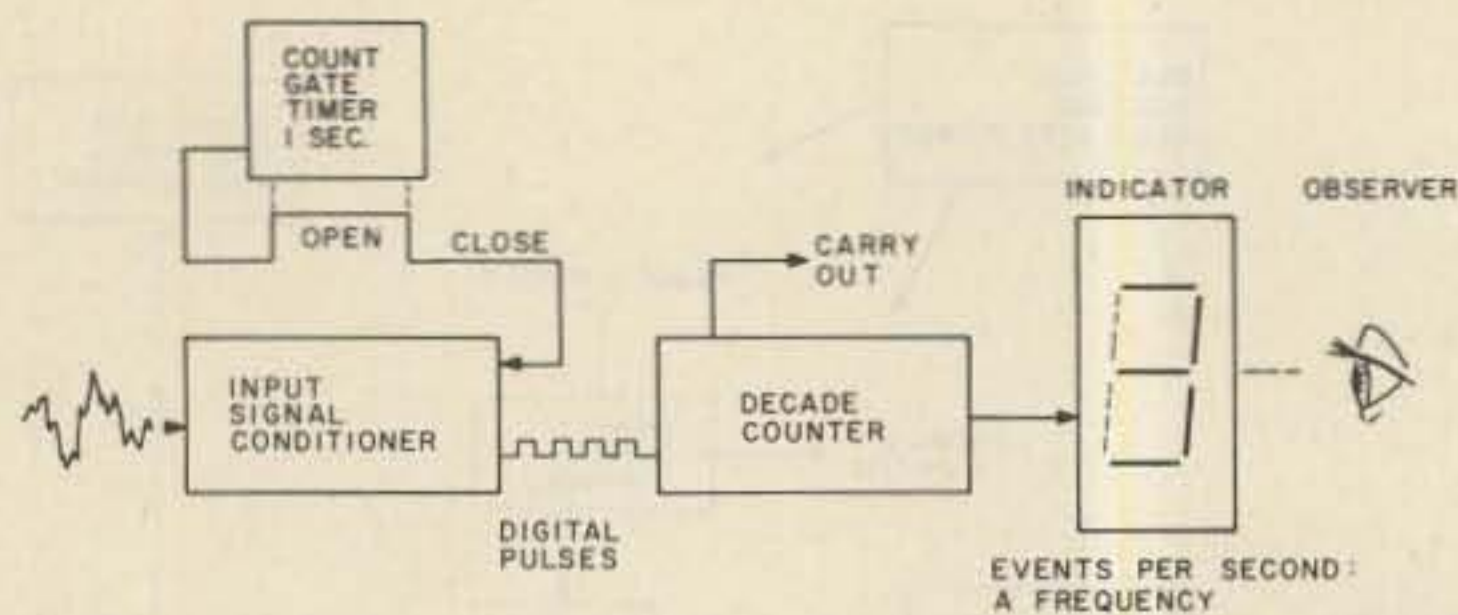 COUNT
GATE
TIMER
1 SEC.
OPEN
CLOSE
CARRY
OUT
INDICATOR
OBSERVER
INPUT
SIGNAL
CONDITIONER
DIGITAL
PULSES
DECADE
COUNTER
3
EVENTS PER SECOND:
A FREQUENCY